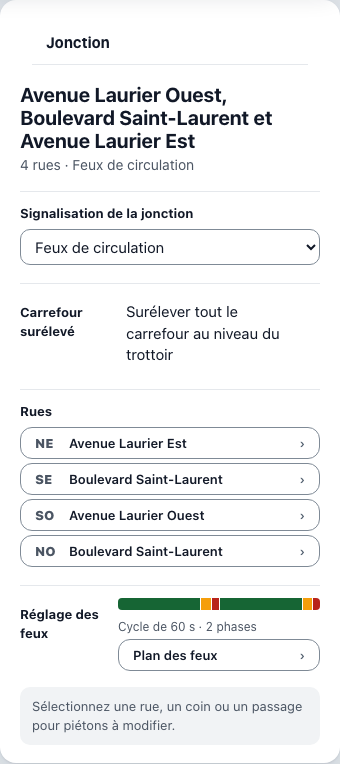 Jonction
Avenue Laurier Ouest,
Boulevard Saint-Laurent et
Avenue Laurier Est
4 rues · Feux de circulation
Signalisation de la jonction
Feux de circulation
Carrefour
surélevé
Surélever tout le
carrefour au niveau du
trottoir
Rues
NE Avenue Laurier Est ›
SE Boulevard Saint-Laurent ›
SO Avenue Laurier Ouest ›
NO Boulevard Saint-Laurent ›
Réglage des
feux
Cycle de 60 s · 2 phases
Plan des feux ›
Sélectionnez une rue, un coin ou un passage
pour piétons à modifier.